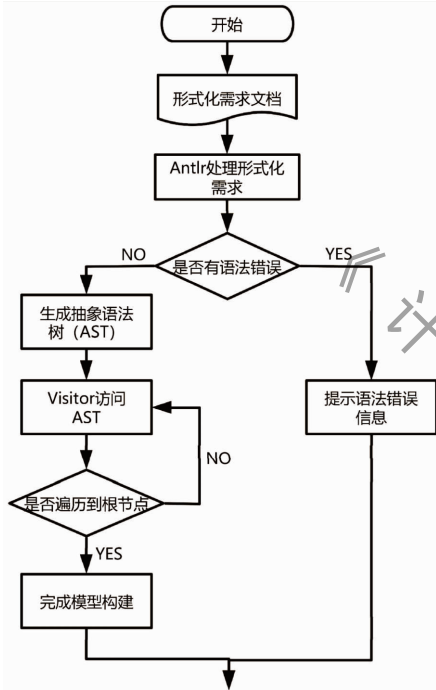 开始
形式化需求文档
Antlr处理形式化
需求
是否有语法错误
NO
YES
生成抽象语法
树（AST）
Visitor访问
AST
提示语法错误
信息
NO
是否遍历到根节点
YES
完成模型构建
《 计